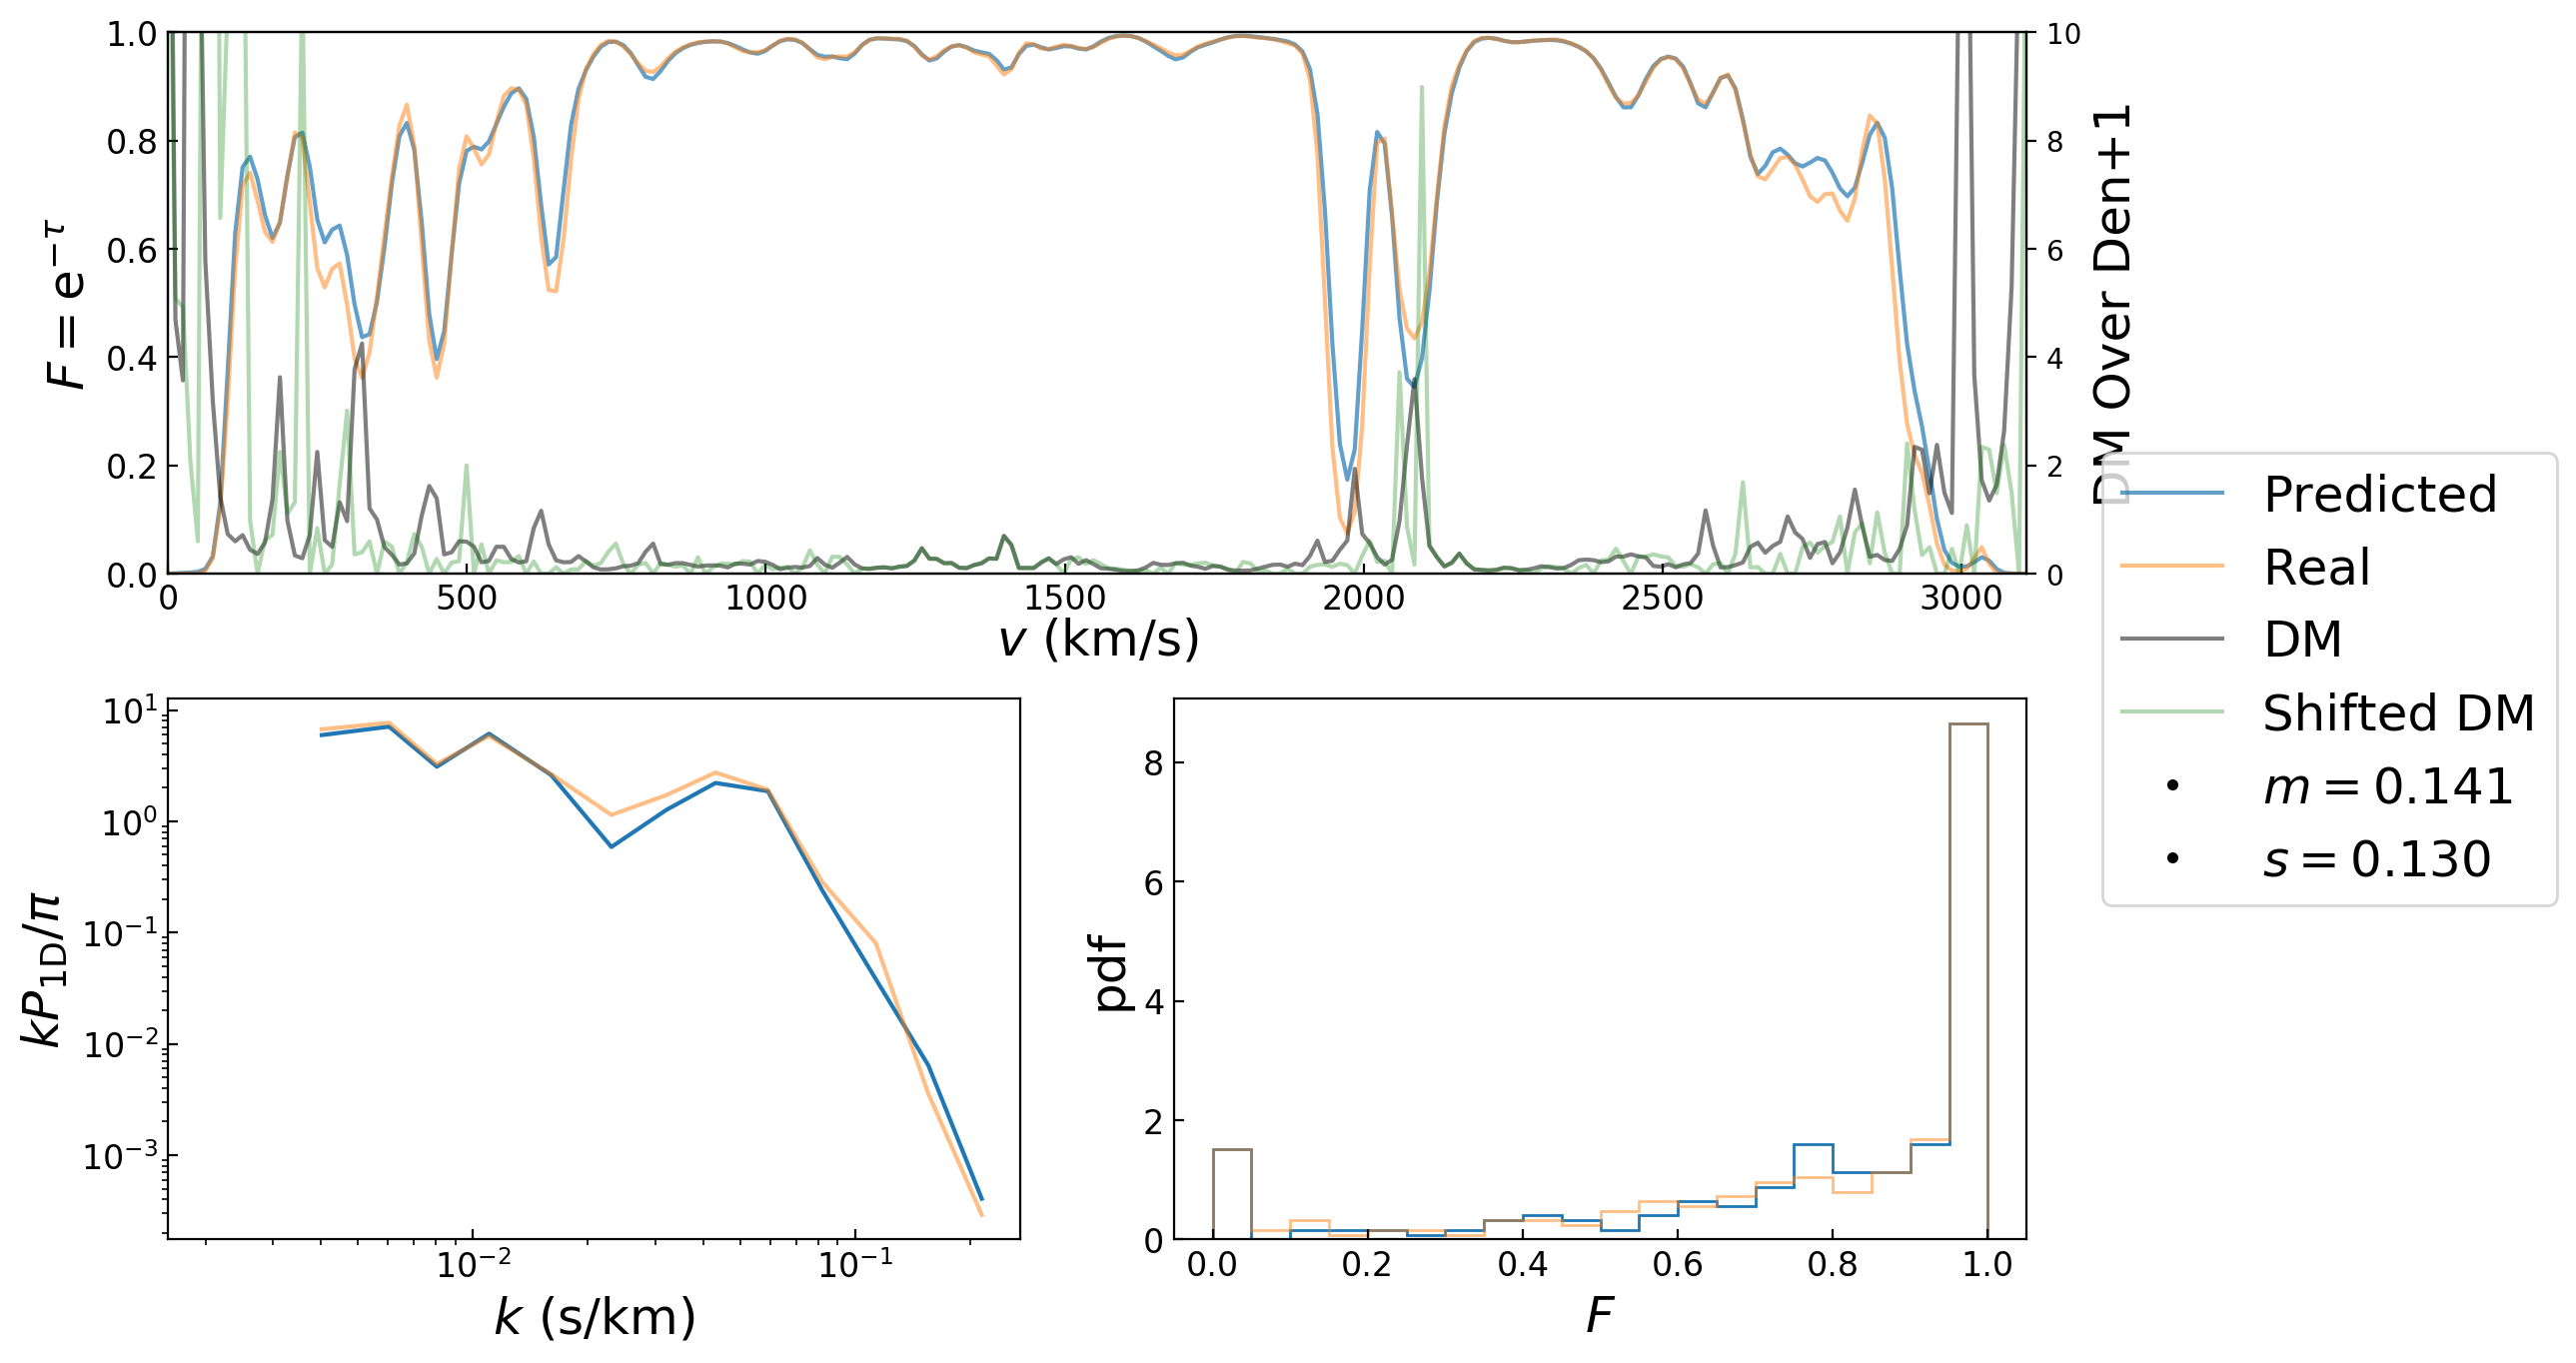 1.0
0.8
0.6
0.4
0.2
0.0
F = e^{−τ}
10
8
6
4
2
0
DM Over Den+1
0 500 1000 1500 2000 2500 3000
v (km/s)
Predicted
Real
DM
Shifted DM
m = 0.141
s = 0.130
10^1
10^0
10^{−1}
10^{−2}
10^{−3}
kP_{1D}/π
10^{−2} 10^{−1}
k (s/km)
8
6
4
2
0
pdf
0.0 0.2 0.4 0.6 0.8 1.0
F